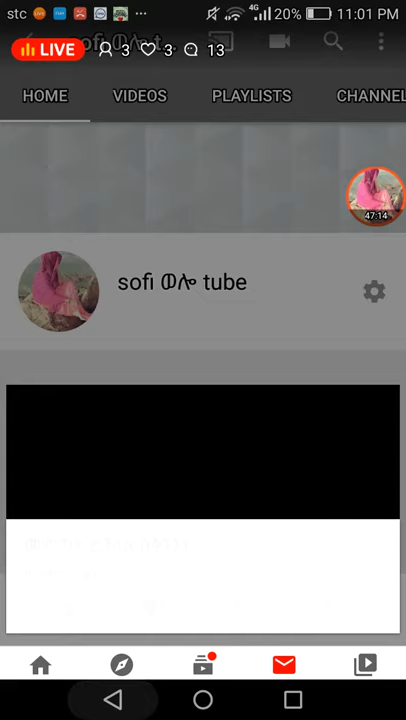 stc 4G 20% 11:01 PM
LIVE 3 3 13
HOME VIDEOS PLAYLISTS CHANNEL
47:14
sofi ወሎ tube